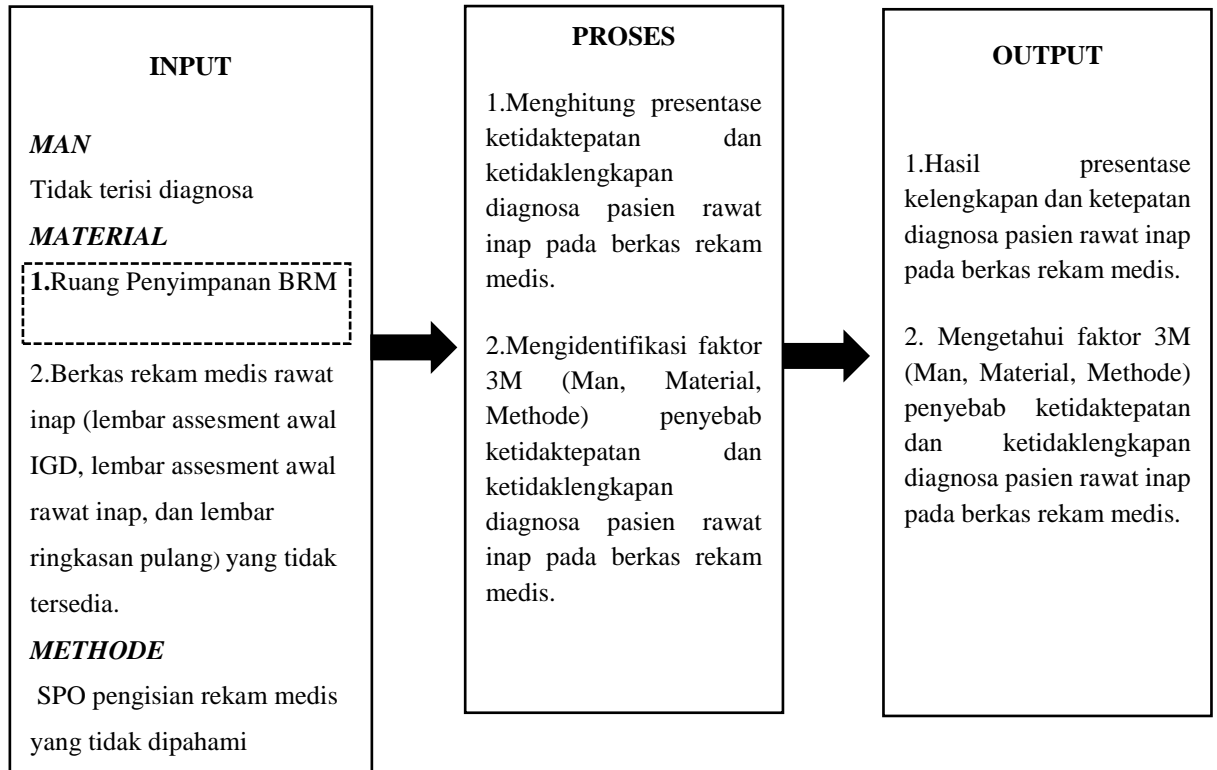 INPUT
MAN
Tidak terisi diagnosa
MATERIAL
1.Ruang Penyimpanan BRM
2.Berkas rekam medis rawat
inap (lembar assesment awal
IGD, lembar assesment awal
rawat inap, dan lembar
ringkasan pulang) yang tidak
tersedia.
METHODE
SPO pengisian rekam medis
yang tidak dipahami
PROSES
1.Menghitung presentase
ketidaktepatan dan
ketidaklengkapan
diagnosa pasien rawat
inap pada berkas rekam
medis.
2.Mengidentifikasi faktor
3M (Man, Material,
Methode) penyebab
ketidaktepatan dan
ketidaklengkapan
diagnosa pasien rawat
inap pada berkas rekam
medis.
OUTPUT
1.Hasil presentase
kelengkapan dan ketepatan
diagnosa pasien rawat inap
pada berkas rekam medis.
2. Mengetahui faktor 3M
(Man, Material, Methode)
penyebab ketidaktepatan
dan ketidaklengkapan
diagnosa pasien rawat inap
pada berkas rekam medis.